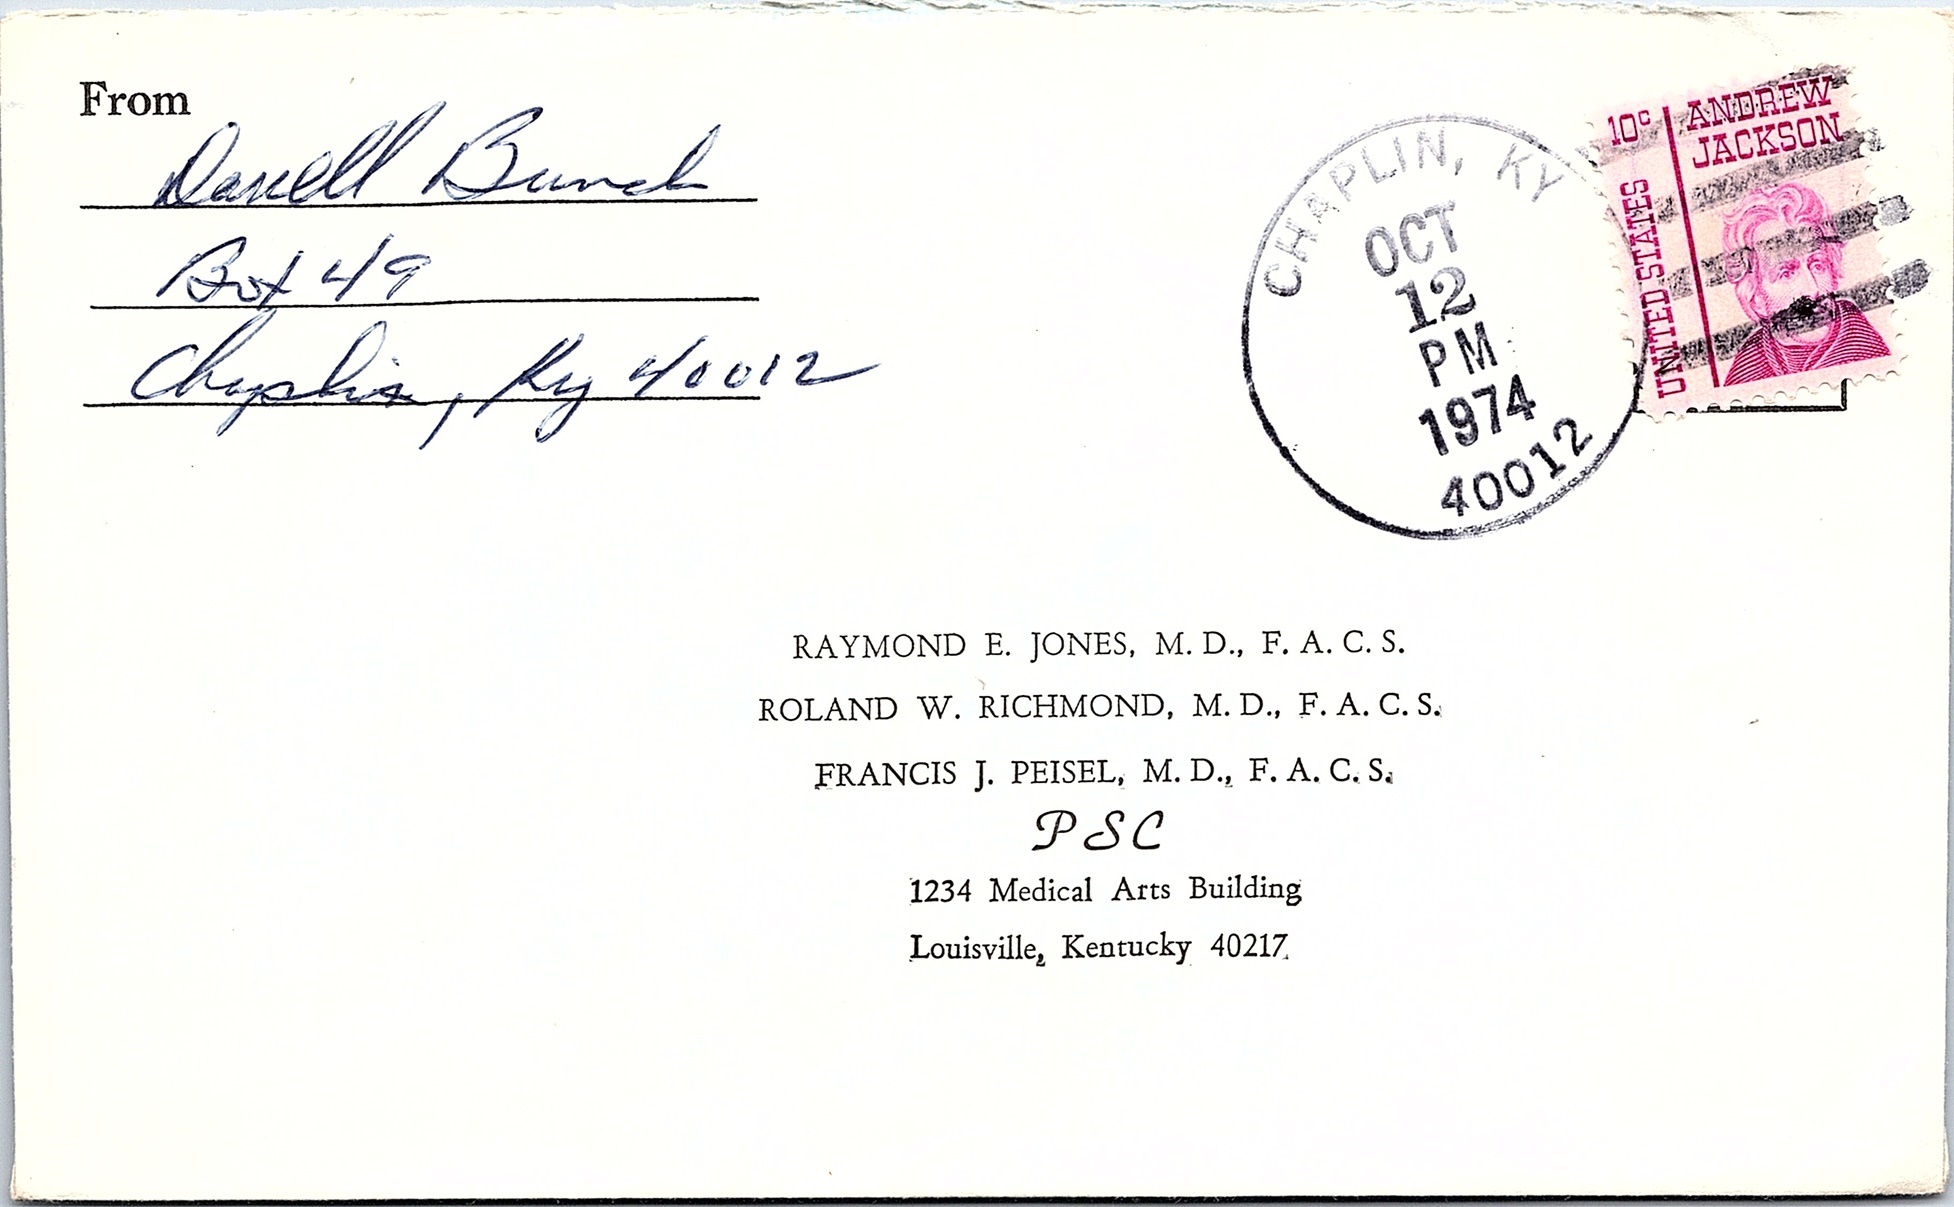 From
Darrell Bunch
Box 49
Chaplin, Ky 40012
CHAPLIN, KY
OCT
12
PM
1974
40012
10c
ANDREW
JACKSON
UNITED STATES
RAYMOND E. JONES, M. D., F. A. C. S.
ROLAND W. RICHMOND, M. D., F. A. C. S.
FRANCIS J. PEISEL, M. D., F. A. C. S.
PSC
1234 Medical Arts Building
Louisville, Kentucky 40217